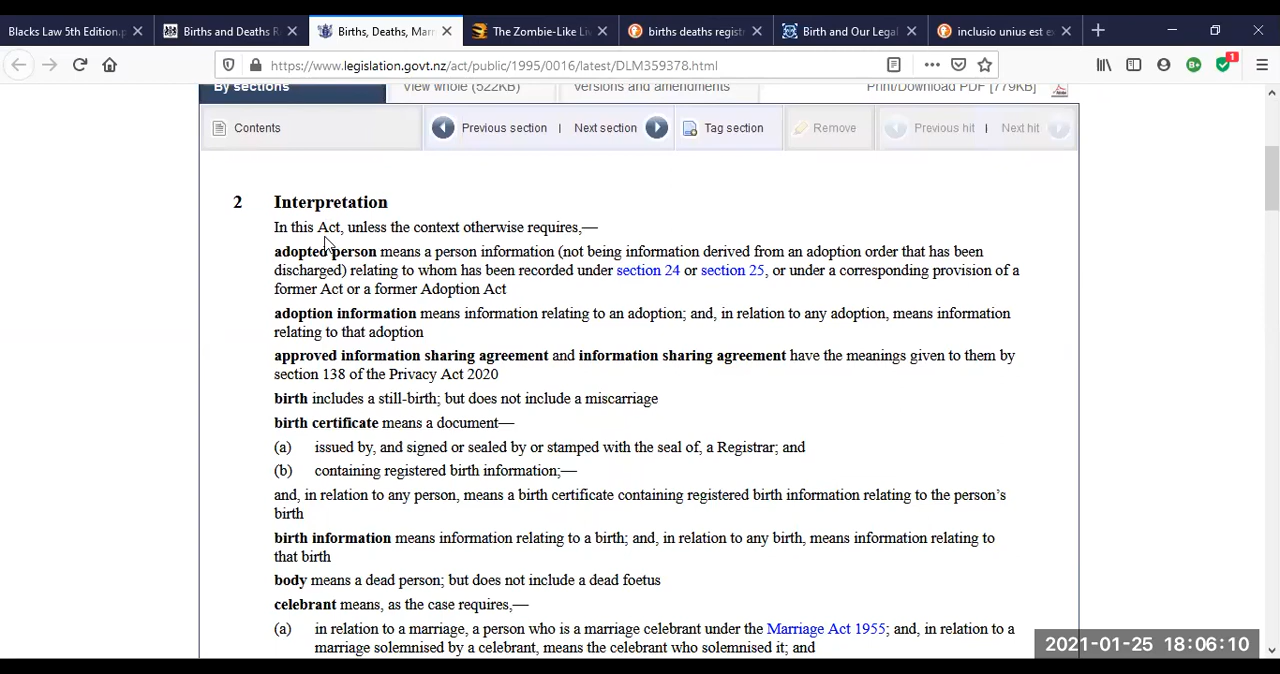 Blacks Law 5th Edition.p
Births and Deaths R
Births, Deaths, Mar
The Zombie-Like Li
births deaths regist
Birth and Our Legal
inclusio unius est e
https://www.legislation.govt.nz/act/public/1995/0016/latest/DLM359378.html
1
By sections
View whole (522KB)
Versions and amendments
Print/Download PDF [779KB]
Contents
Previous section
Next section
Tag section
Remove
Previous hit
Next hit
2 Interpretation
In this Act, unless the context otherwise requires,—
adopted person means a person information (not being information derived from an adoption order that has been
discharged) relating to whom has been recorded under section 24 or section 25, or under a corresponding provision of a
former Act or a former Adoption Act
adoption information means information relating to an adoption; and, in relation to any adoption, means information
relating to that adoption
approved information sharing agreement and information sharing agreement have the meanings given to them by
section 138 of the Privacy Act 2020
birth includes a still-birth; but does not include a miscarriage
birth certificate means a document—
(a) issued by, and signed or sealed by or stamped with the seal of, a Registrar; and
(b) containing registered birth information;—
and, in relation to any person, means a birth certificate containing registered birth information relating to the person's
birth
birth information means information relating to a birth; and, in relation to any birth, means information relating to
that birth
body means a dead person; but does not include a dead foetus
celebrant means, as the case requires,—
(a) in relation to a marriage, a person who is a marriage celebrant under the Marriage Act 1955; and, in relation to a
marriage solemnised by a celebrant, means the celebrant who solemnised it; and
2021-01-25 18:06:10